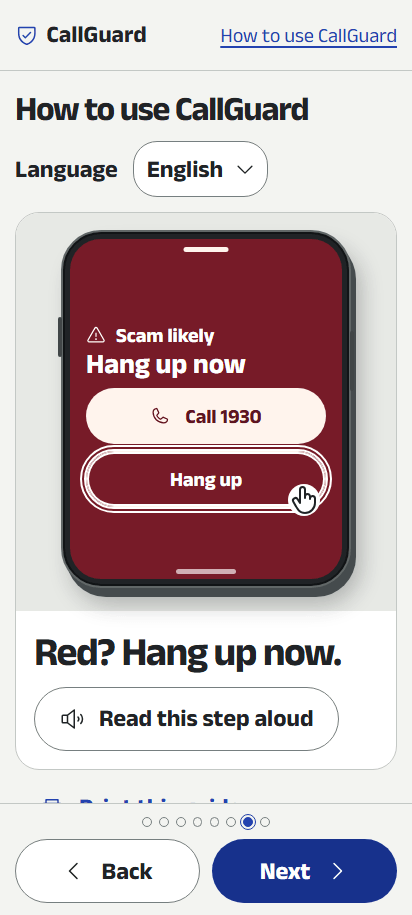 CallGuard
How to use CallGuard
How to use CallGuard
Language
English
Scam likely
Hang up now
Call 1930
Hang up
Red? Hang up now.
Read this step aloud
Back
Next